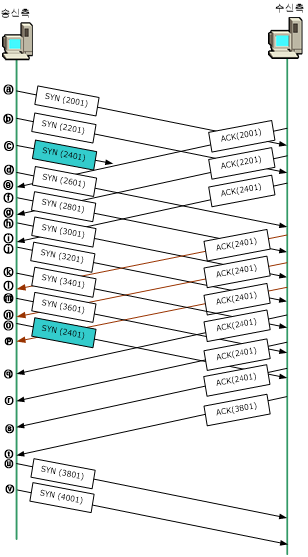 송신측
수신측
ⓐ
SYN (2001)
ⓑ
SYN (2201)
ACK(2001)
ⓒ
SYN (2401)
ACK(2201)
ⓓ
SYN (2601)
ACK(2401)
ⓔ
ⓕ
SYN (2801)
ⓖ
ⓗ
SYN (3001)
ACK(2401)
ⓘ
ⓙ
SYN (3201)
ACK(2401)
ⓚ
SYN (3401)
ⓛ
ACK(2401)
ⓜ
SYN (3601)
ⓝ
ACK(2401)
ⓞ
SYN (2401)
ⓟ
ACK(2401)
ⓠ
ACK(2401)
ⓡ
ACK(3801)
ⓢ
ⓣ
ⓤ
SYN (3801)
ⓥ
SYN (4001)